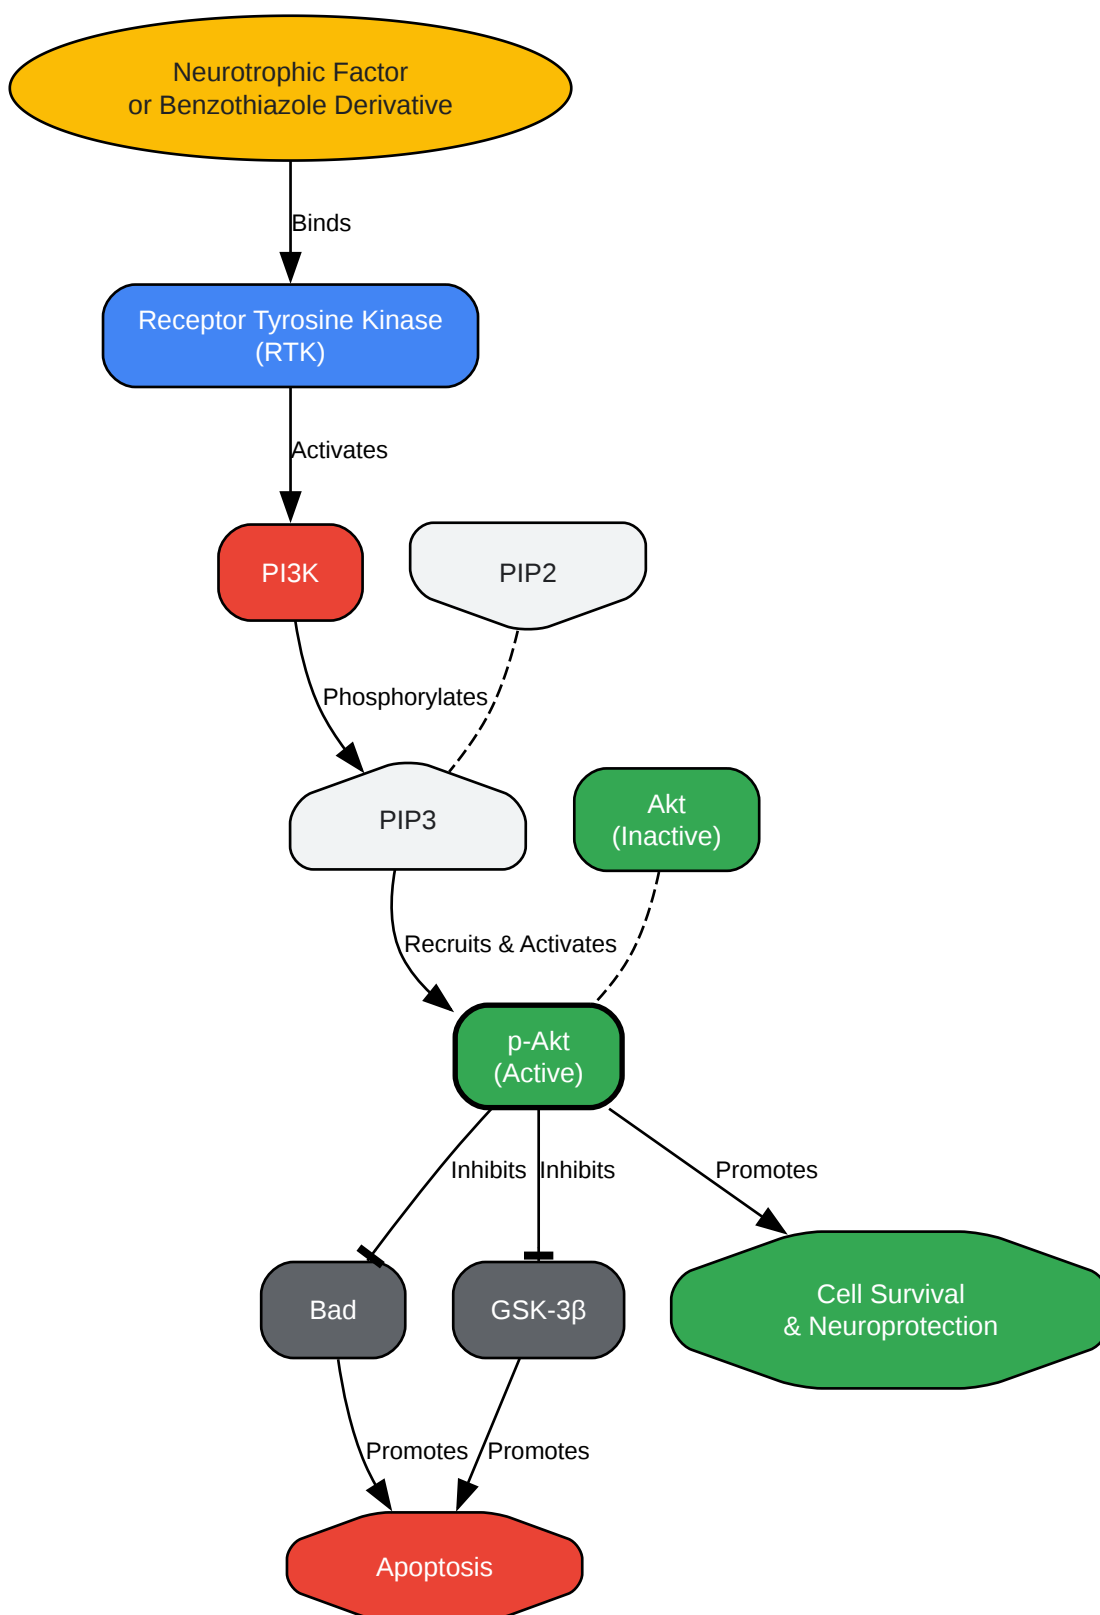 Neurotrophic Factor
or Benzothiazole Derivative
Binds
Receptor Tyrosine Kinase
(RTK)
Activates
PI3K
PIP2
Phosphorylates
PIP3
Akt
(Inactive)
Recruits & Activates
p-Akt
(Active)
Inhibits
Inhibits
Promotes
Bad
GSK-3β
Cell Survival
& Neuroprotection
Promotes
Promotes
Apoptosis